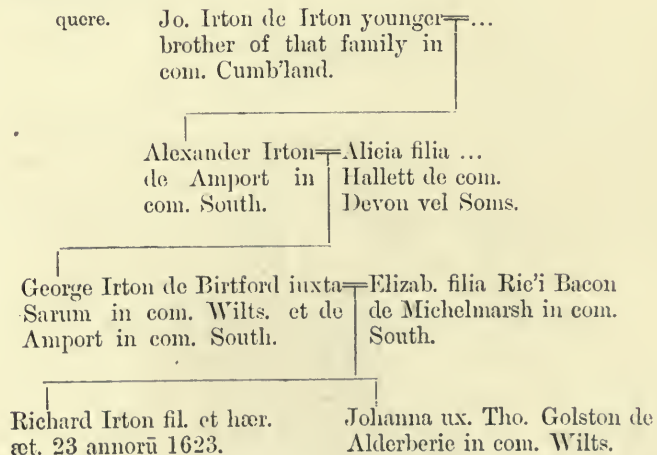 quere. Jo. Irton de Irton younger=...
brother of that family in
com. Cumb'land.
Alexander Irton=Alicia filia ...
de Amport in Hallett de com.
com. South. Devon vel Soms.
George Irton de Birtford iuxta=Elizab. filia Ric'i Bacon
Sarum in com. Wilts. et de de Michelmarsh in com.
Amport in com. South. South.
Richard Irton fil. et hær. Johanna ux. Tho. Golston de
æt. 23 annorū 1623. Alderberie in com. Wilts.